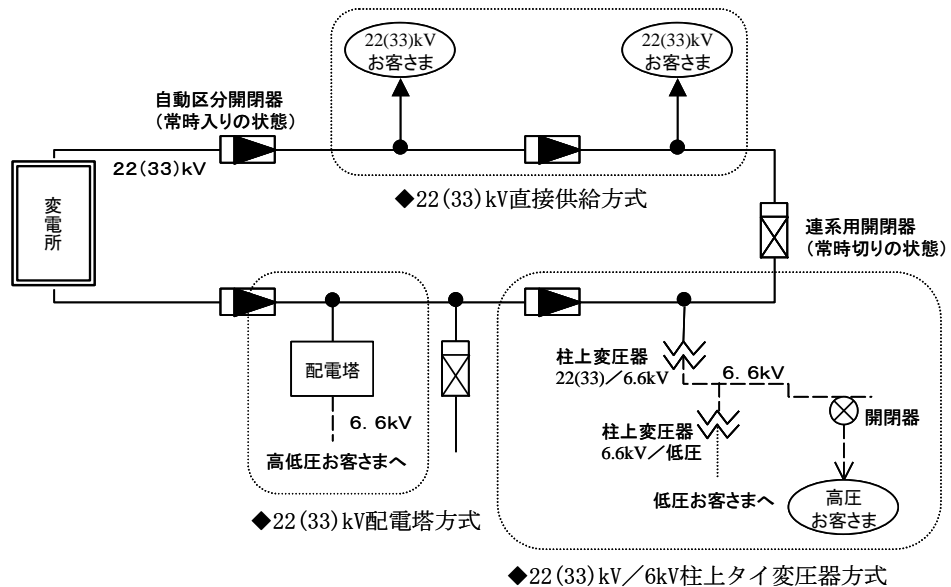 22(33)kV
お客さま
22(33)kV
お客さま
自動区分開閉器
(常時入りの状態)
22(33)kV
変電所
◆22(33)kV直接供給方式
連系用開閉器
(常時切りの状態)
配電塔
6.6kV
高低圧お客さまへ
◆22(33)kV配電塔方式
柱上変圧器
22(33)/6.6kV
6.6kV
開閉器
柱上変圧器
6.6kV/低圧
低圧お客さまへ
高圧
お客さま
◆22(33)kV/6kV柱上タイ変圧器方式